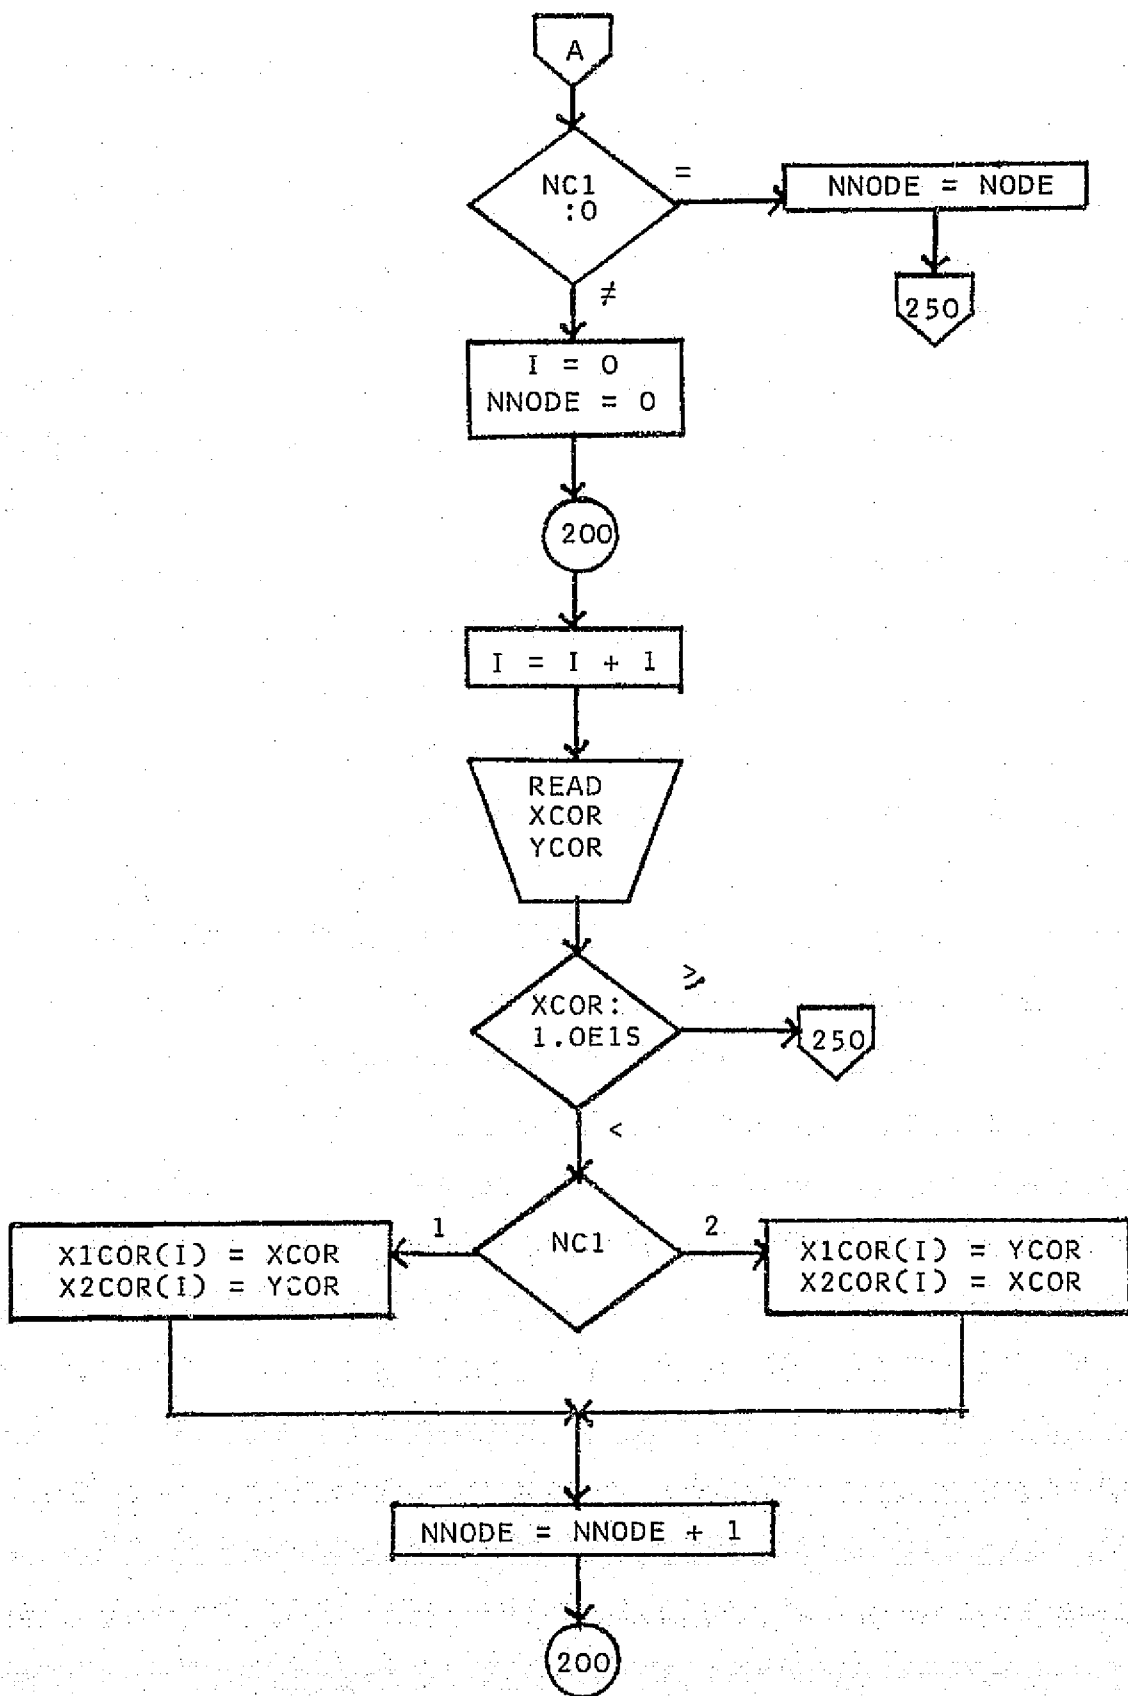 A
NC1
:0
=
NNODE = NODE
250
≠
I = 0
NNODE = 0
200
I = I + 1
READ
XCOR
YCOR
XCOR:
1.0E15
≥
250
<
NC1
1
2
X1COR(I) = XCOR
X2COR(I) = YCOR
X1COR(I) = YCOR
X2COR(I) = XCOR
NNODE = NNODE + 1
200